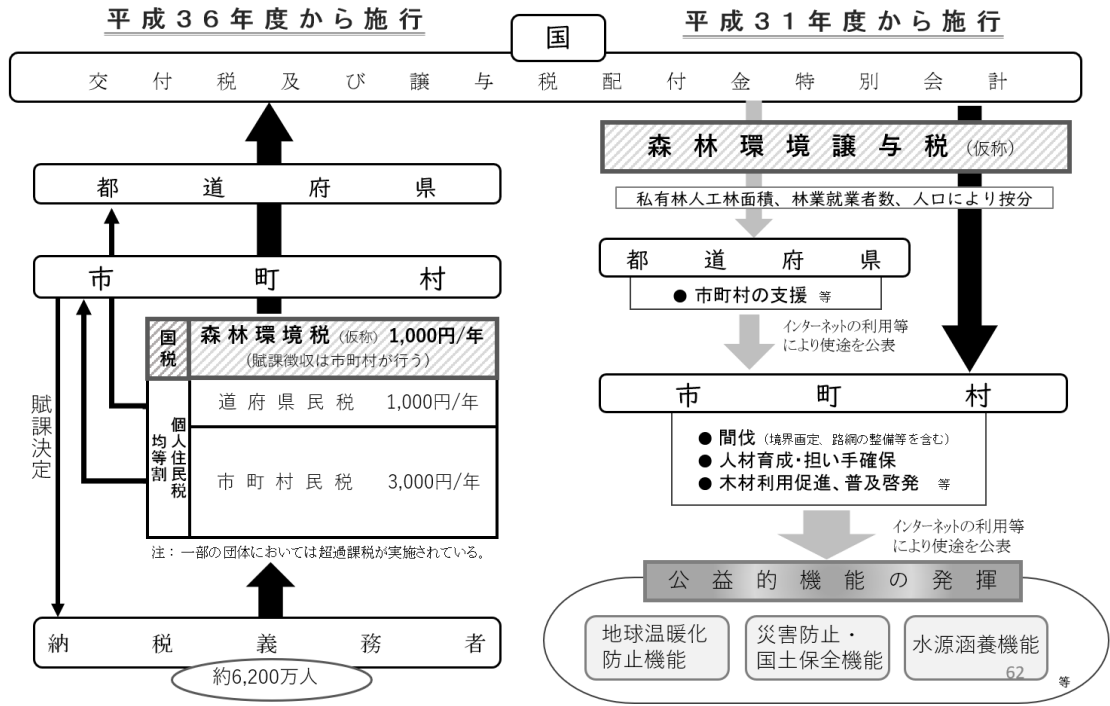 平成36年度から施行
平成31年度から施行
国
交付税及び譲与税配付金特別会計
都道府県
市町村
国税
森林環境税(仮称) 1,000円/年
(賦課徴収は市町村が行う)
個人住民税
均等割
道府県民税 1,000円/年
市町村民税 3,000円/年
賦課決定
注：一部の団体においては超過課税が実施されている。
納税義務者
約6,200万人
森林環境譲与税(仮称)
私有林人工林面積、林業就業者数、人口により按分
都道府県
● 市町村の支援 等
インターネットの利用等
により使途を公表
市町村
● 間伐(境界画定、路網の整備等を含む)
● 人材育成・担い手確保
● 木材利用促進、普及啓発 等
インターネットの利用等
により使途を公表
公益的機能の発揮
地球温暖化
防止機能
災害防止・
国土保全機能
水源涵養機能
62
等